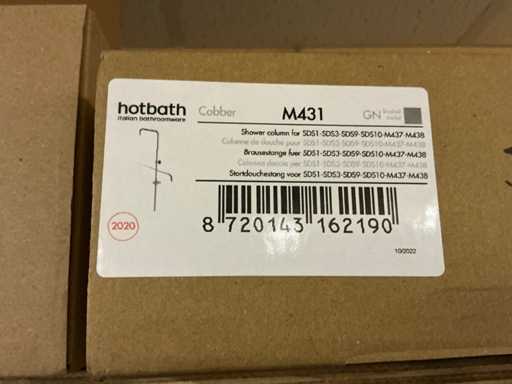 hotbath Cobber M431 GN brushed nickel
italian bathroomware
Shower column for SDS1-SDS3-SDS9-SDS10-M437-M438
Colonne de douche pour SDS1-SDS3-SDS9-SDS10-M437-M438
Brausestange fuer SDS1-SDS3-SDS9-SDS10-M437-M438
Colonna doccia per SDS1-SDS3-SDS9-SDS10-M437-M438
Stortdouchestang voor SDS1-SDS3-SDS9-SDS10-M437-M438
2020
8 720143 162190
10/2022